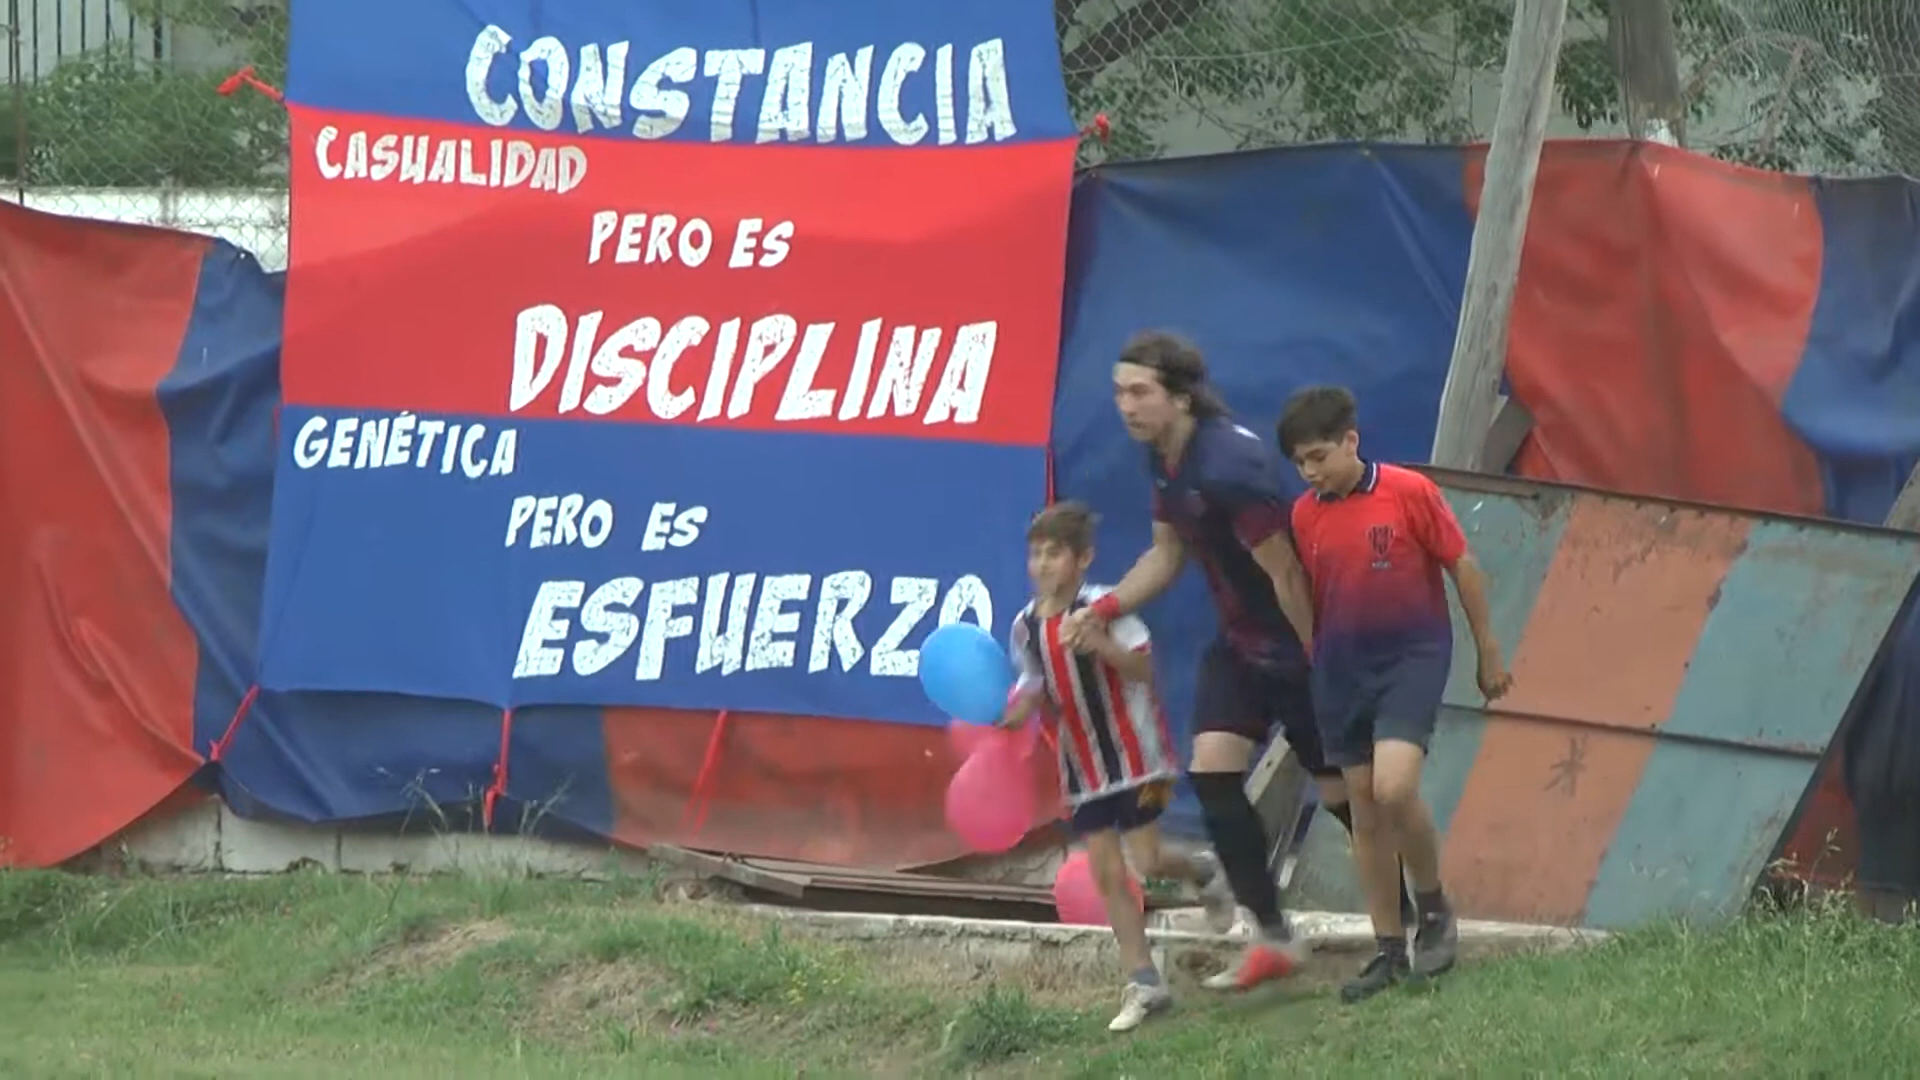 CONSTANCIA
CASUALIDAD
PERO ES
DISCIPLINA
GENÉTICA
PERO ES
ESFUERZO